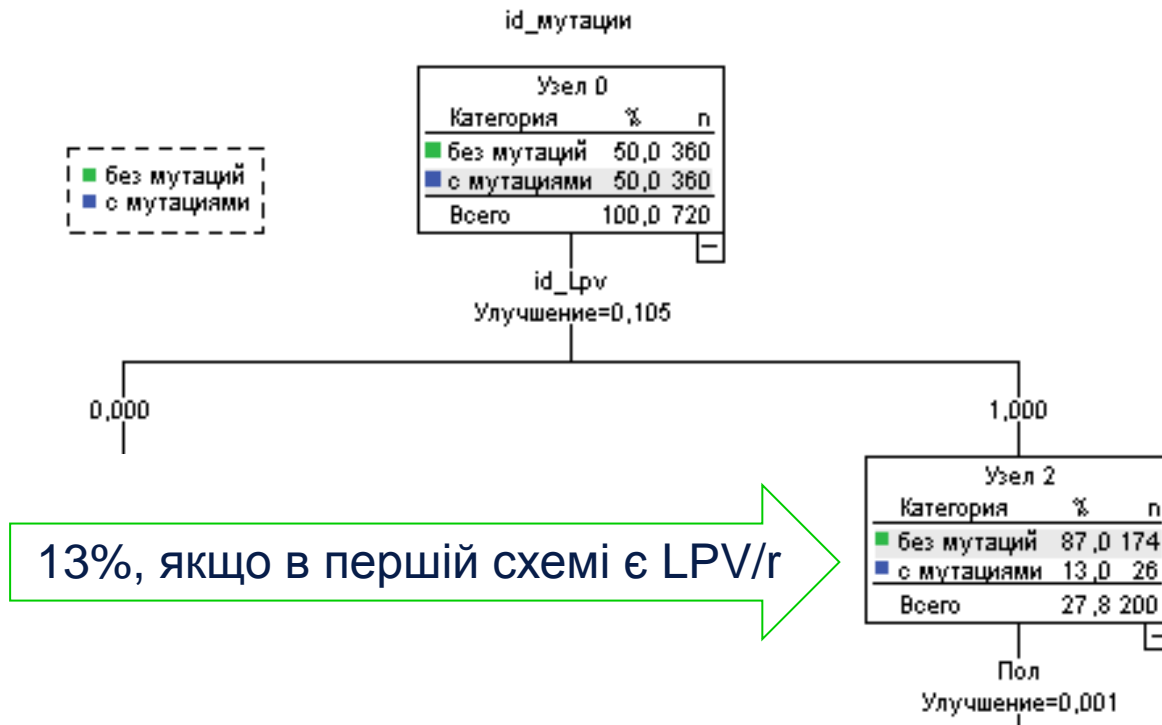 id_мутации
Узел 0
Категория % n
без мутаций 50,0 360
с мутациями 50,0 360
Всего 100,0 720
без мутаций
с мутациями
id_Lpv
Улучшение=0,105
0,000 1,000
Узел 2
Категория % n
без мутаций 87,0 174
с мутациями 13,0 26
Всего 27,8 200
13%, якщо в першій схемі є LPV/r
Пол
Улучшение=0,001